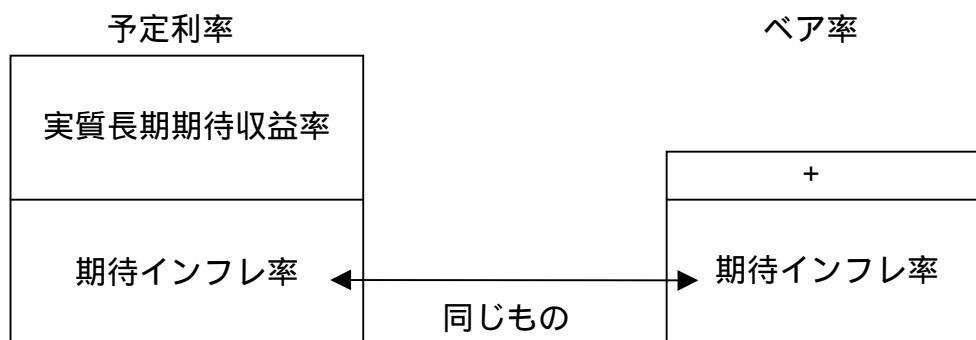 予定利率
ベア率
実質長期期待収益率
+
期待インフレ率
期待インフレ率
同じもの